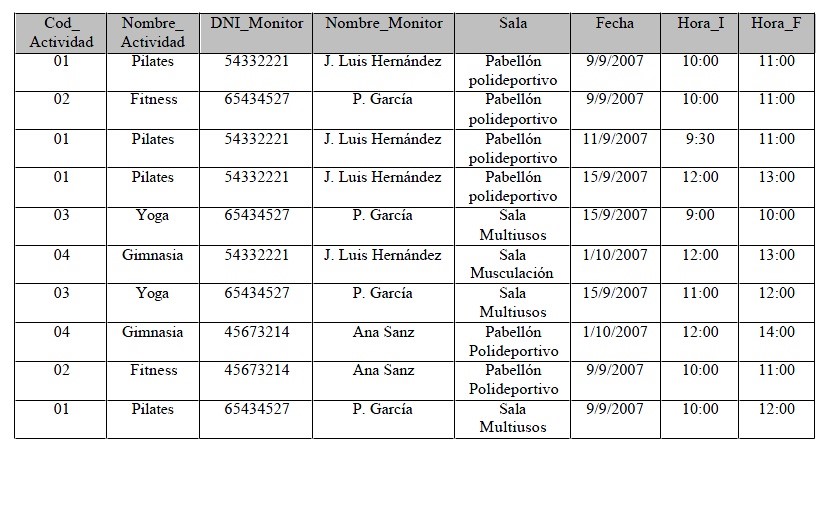 Cod_ Nombre_ DNI_Monitor Nombre_Monitor Sala Fecha Hora_I Hora_F
Actividad Actividad
01 Pilates 54332221 J. Luis Hernández Pabellón 9/9/2007 10:00 11:00
polideportivo
02 Fitness 65434527 P. García Pabellón 9/9/2007 10:00 11:00
polideportivo
01 Pilates 54332221 J. Luis Hernández Pabellón 11/9/2007 9:30 11:00
polideportivo
01 Pilates 54332221 J. Luis Hernández Pabellón 15/9/2007 12:00 13:00
polideportivo
03 Yoga 65434527 P. García Sala 15/9/2007 9:00 10:00
Multiusos
04 Gimnasia 54332221 J. Luis Hernández Sala 1/10/2007 12:00 13:00
Musculación
03 Yoga 65434527 P. García Sala 15/9/2007 11:00 12:00
Multiusos
04 Gimnasia 45673214 Ana Sanz Pabellón 1/10/2007 12:00 14:00
Polideportivo
02 Fitness 45673214 Ana Sanz Pabellón 9/9/2007 10:00 11:00
Polideportivo
01 Pilates 65434527 P. García Sala 9/9/2007 10:00 12:00
Multiusos